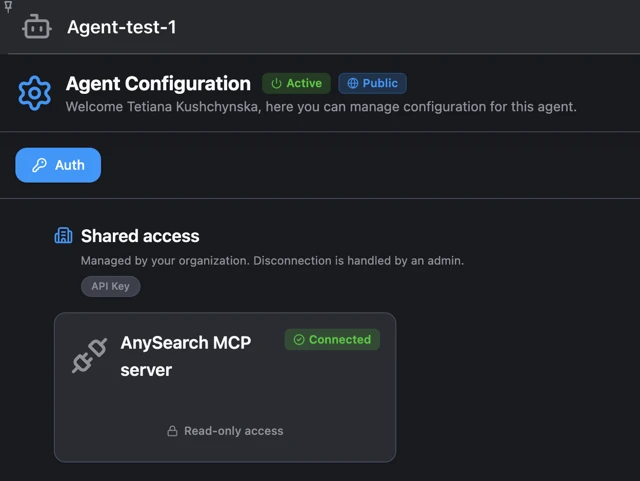 Agent-test-1
Agent Configuration Active Public
Welcome Tetiana Kushchynska, here you can manage configuration for this agent.
Auth
Shared access
Managed by your organization. Disconnection is handled by an admin.
API Key
AnySearch MCP server
Connected
Read-only access